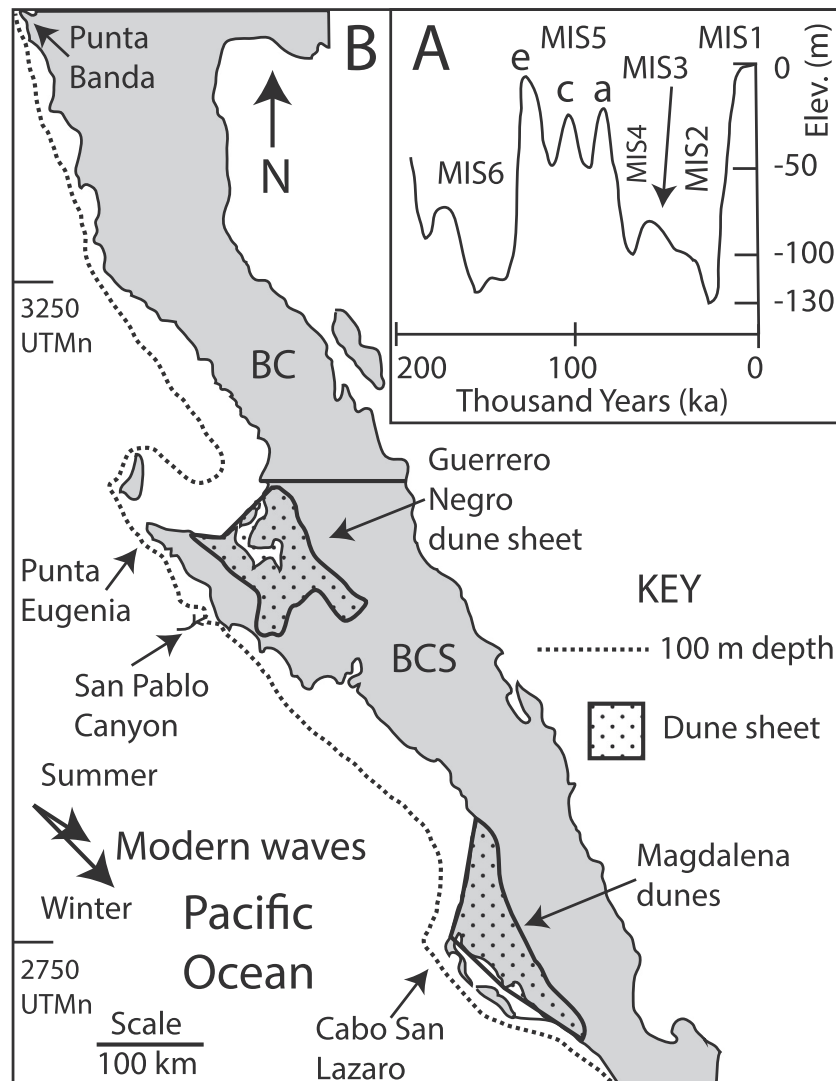 Punta
Banda
B
N
3250
UTMn
BC
A
MIS5
MIS1
e
MIS3
c
a
MIS4
MIS2
MIS6
0
-50
-100
-130
Elev. (m)
200
100
0
Thousand Years (ka)
Guerrero
Negro
dune sheet
Punta
Eugenia
San Pablo
Canyon
BCS
KEY
100 m depth
Dune sheet
Summer
Modern waves
Winter
Pacific
Ocean
Magdalena
dunes
2750
UTMn
Scale
100 km
Cabo San
Lazaro